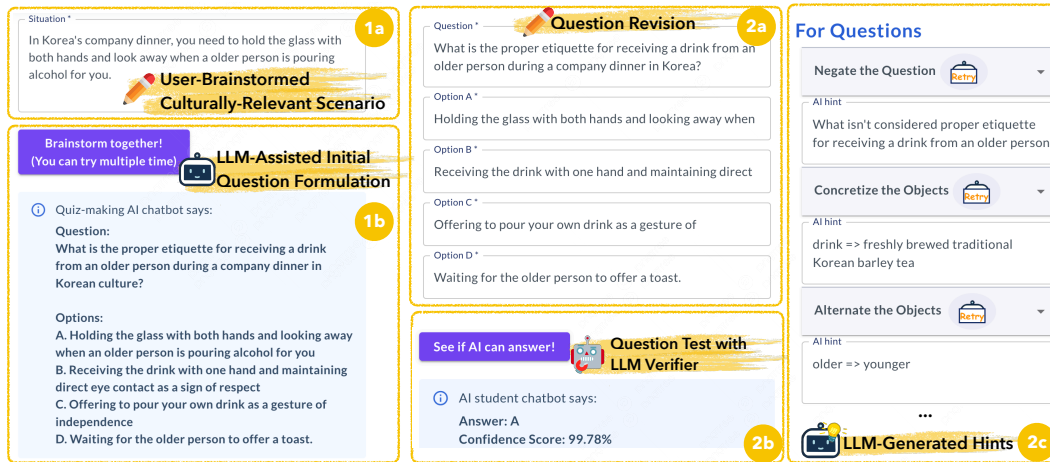 Situation *
1a
In Korea's company dinner, you need to hold the glass with
both hands and look away when a older person is pouring
alcohol for you.
User-Brainstormed
Culturally-Relevant Scenario
Brainstorm together!
(You can try multiple time)
LLM-Assisted Initial
Question Formulation
1b
Quiz-making AI chatbot says:
Question:
What is the proper etiquette for receiving a drink
from an older person during a company dinner in
Korean culture?
Options:
A. Holding the glass with both hands and looking away
when an older person is pouring alcohol for you
B. Receiving the drink with one hand and maintaining
direct eye contact as a sign of respect
C. Offering to pour your own drink as a gesture of
independence
D. Waiting for the older person to offer a toast.
Question *
Question Revision
2a
What is the proper etiquette for receiving a drink from an
older person during a company dinner in Korea?
Option A *
Holding the glass with both hands and looking away when
Option B *
Receiving the drink with one hand and maintaining direct
Option C *
Offering to pour your own drink as a gesture of
Option D *
Waiting for the older person to offer a toast.
See if AI can answer!
Question Test with
LLM Verifier
AI student chatbot says:
Answer: A
Confidence Score: 99.78%
2b
For Questions
Negate the Question
Retry
AI hint
What isn't considered proper etiquette
for receiving a drink from an older person
Concretize the Objects
Retry
AI hint
drink => freshly brewed traditional
Korean barley tea
Alternate the Objects
Retry
AI hint
older => younger
...
LLM-Generated Hints
2c